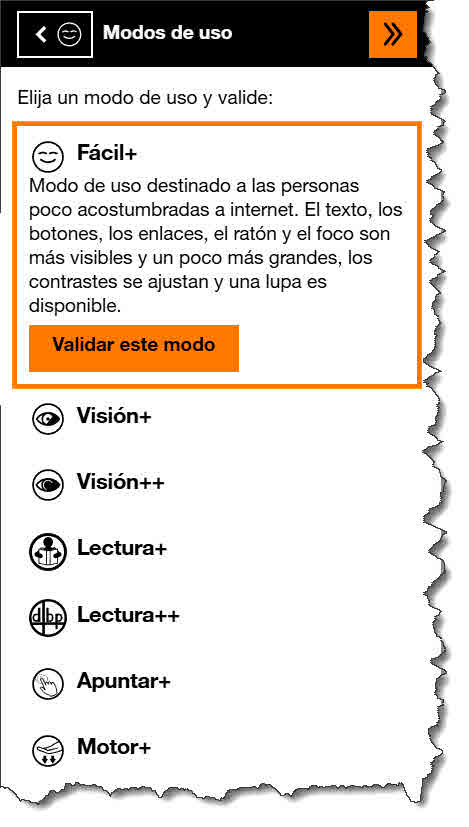 Modos de uso
Elija un modo de uso y valide:
Fácil+
Modo de uso destinado a las personas
poco acostumbradas a internet. El texto, los
botones, los enlaces, el ratón y el foco son
más visibles y un poco más grandes, los
contrastes se ajustan y una lupa es
disponible.
Validar este modo
Visión+
Visión++
Lectura+
d b p
Lectura++
Apuntar+
Motor+